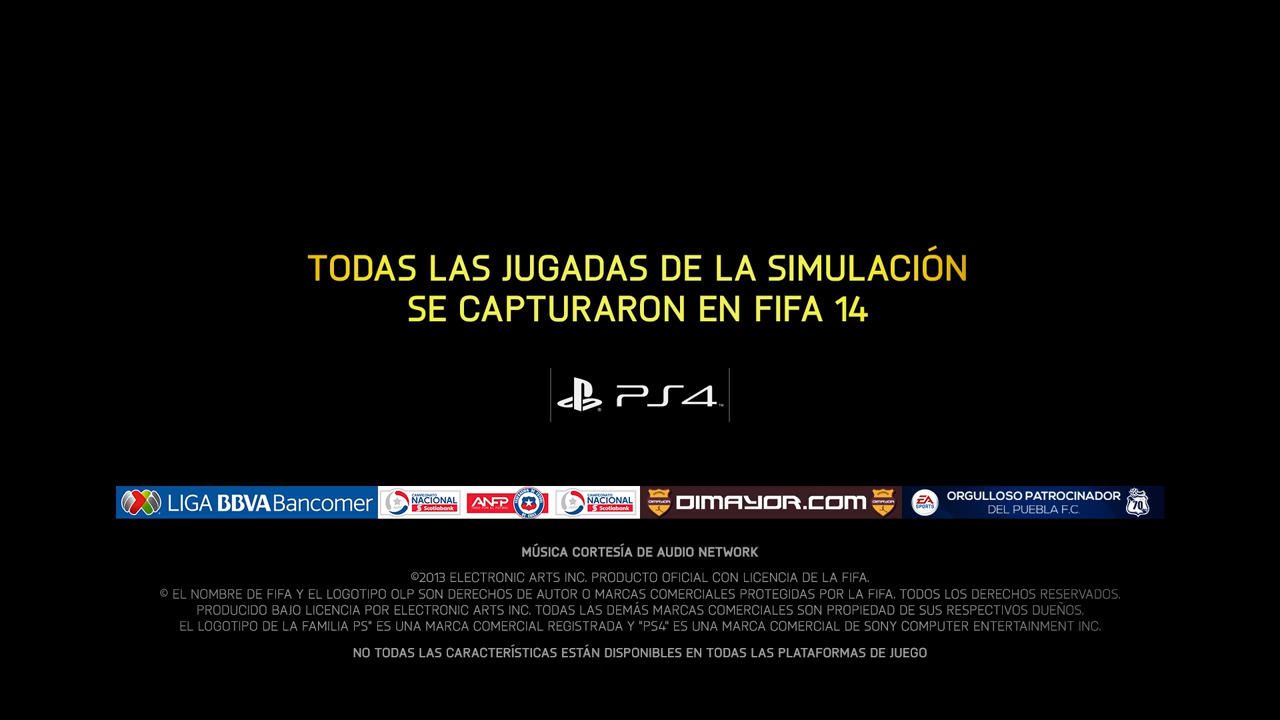 TODAS LAS JUGADAS DE LA SIMULACIÓN
SE CAPTURARON EN FIFA 14
PS4
LIGA BBVA Bancomer
CAMPEONATO NACIONAL Scotiabank
ANFP
CAMPEONATO NACIONAL Scotiabank
DIMAYOR
DIMAYOR.COM
DIMAYOR
EA SPORTS
ORGULLOSO PATROCINADOR
DEL PUEBLA F.C.
70
MÚSICA CORTESÍA DE AUDIO NETWORK
©2013 ELECTRONIC ARTS INC. PRODUCTO OFICIAL CON LICENCIA DE LA FIFA.
© EL NOMBRE DE FIFA Y EL LOGOTIPO OLP SON DERECHOS DE AUTOR O MARCAS COMERCIALES PROTEGIDAS POR LA FIFA. TODOS LOS DERECHOS RESERVADOS.
PRODUCIDO BAJO LICENCIA POR ELECTRONIC ARTS INC. TODAS LAS DEMÁS MARCAS COMERCIALES SON PROPIEDAD DE SUS RESPECTIVOS DUEÑOS.
EL LOGOTIPO DE LA FAMILIA PS" ES UNA MARCA COMERCIAL REGISTRADA Y "PS4" ES UNA MARCA COMERCIAL DE SONY COMPUTER ENTERTAINMENT INC.
NO TODAS LAS CARACTERÍSTICAS ESTÁN DISPONIBLES EN TODAS LAS PLATAFORMAS DE JUEGO